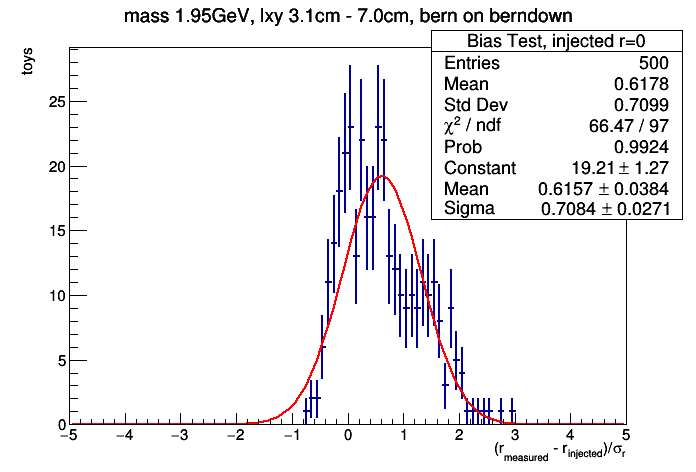 mass 1.95GeV, lxy 3.1cm - 7.0cm, bern on berndown
Bias Test, injected r=0
Entries 500
Mean 0.6178
Std Dev 0.7099
χ² / ndf 66.47 / 97
Prob 0.9924
Constant 19.21 ± 1.27
Mean 0.6157 ± 0.0384
Sigma 0.7084 ± 0.0271
toys
25
20
15
10
5
0
−5 −4 −3 −2 −1 0 1 2 3 4 5
(r_measured - r_injected)/σ_r